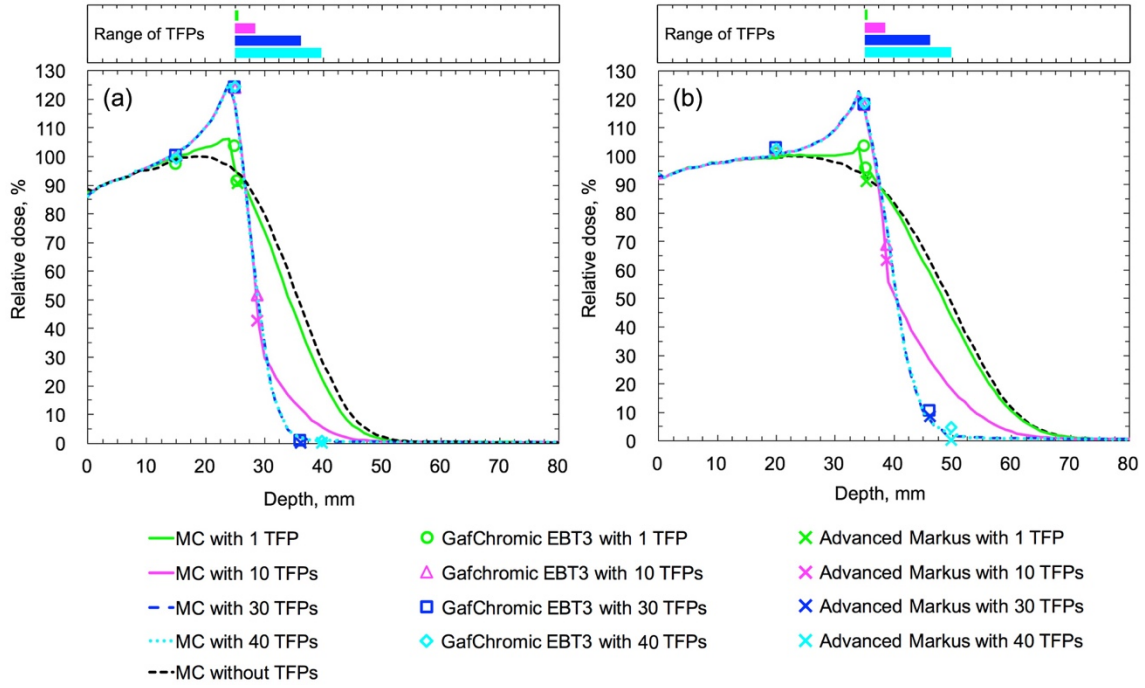 Range of TFPs
Range of TFPs
(a)
(b)
130
120
110
100
90
80
70
60
50
40
30
20
10
0
Relative dose, %
0 10 20 30 40 50 60 70 80
Depth, mm
130
120
110
100
90
80
70
60
50
40
30
20
10
0
Relative dose, %
0 10 20 30 40 50 60 70 80
Depth, mm
MC with 1 TFP
GafChromic EBT3 with 1 TFP
Advanced Markus with 1 TFP
MC with 10 TFPs
Gafchromic EBT3 with 10 TFPs
Advanced Markus with 10 TFPs
MC with 30 TFPs
GafChromic EBT3 with 30 TFPs
Advanced Markus with 30 TFPs
MC with 40 TFPs
GafChromic EBT3 with 40 TFPs
Advanced Markus with 40 TFPs
MC without TFPs